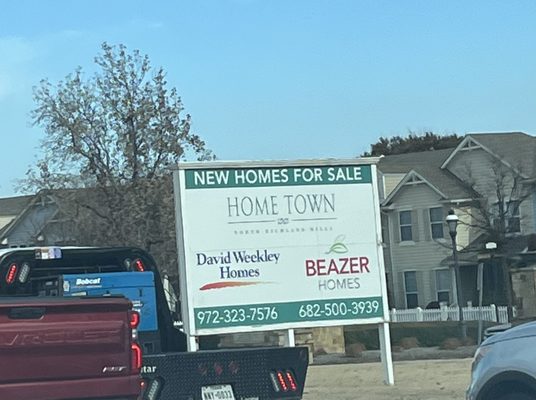 NEW HOMES FOR SALE
HOME TOWN
NORTH RICHLAND HILLS
David Weekley
Homes
BEAZER
HOMES
972-323-7576
682-500-3939
Bobcat